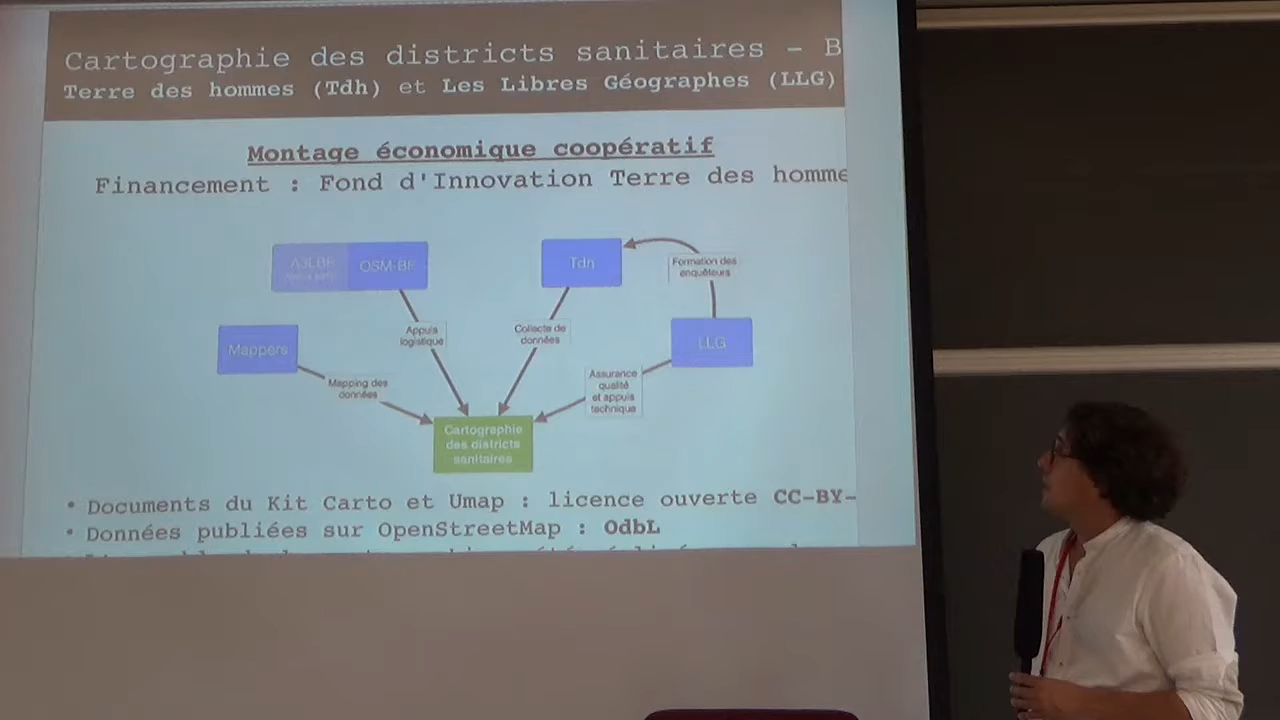 Cartographie des districts sanitaires - B
Terre des hommes (Tdh) et Les Libres Géographes (LLG)
Montage économique coopératif
Financement : Fond d'Innovation Terre des homme
OSM-BF
Tdh
Formation des
enquêteurs
Mappers
Appuis
logistique
Collecte de
données
LLG
Mapping des
données
Assurance
qualité
et appuis
technique
Cartographie
des districts
sanitaires
• Documents du Kit Carto et Umap : licence ouverte CC-BY-
• Données publiées sur OpenStreetMap : OdbL